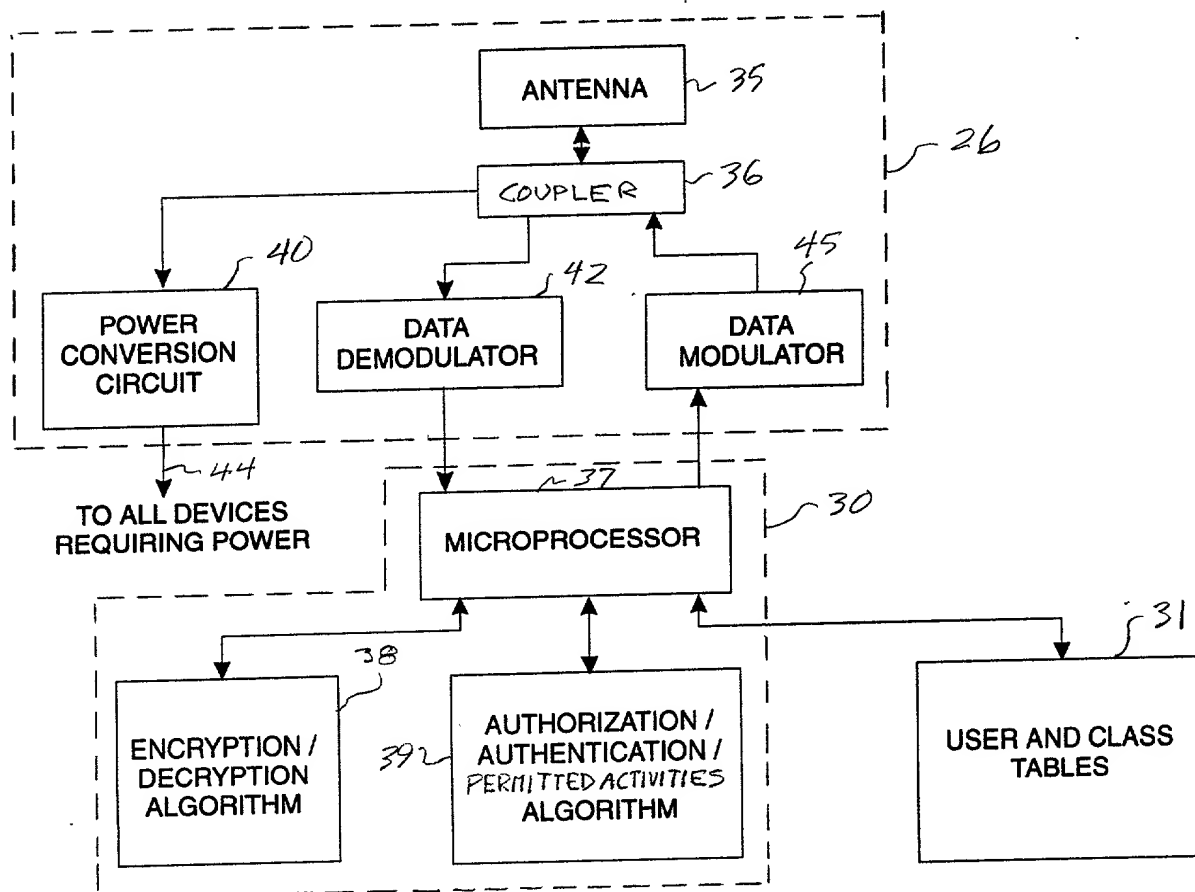 ANTENNA
35
26
COUPLER
36
40
POWER
CONVERSION
CIRCUIT
42
DATA
DEMODULATOR
45
DATA
MODULATOR
44
TO ALL DEVICES
REQUIRING POWER
37
MICROPROCESSOR
30
38
ENCRYPTION /
DECRYPTION
ALGORITHM
39
AUTHORIZATION /
AUTHENTICATION /
PERMITTED ACTIVITIES
ALGORITHM
31
USER AND CLASS
TABLES